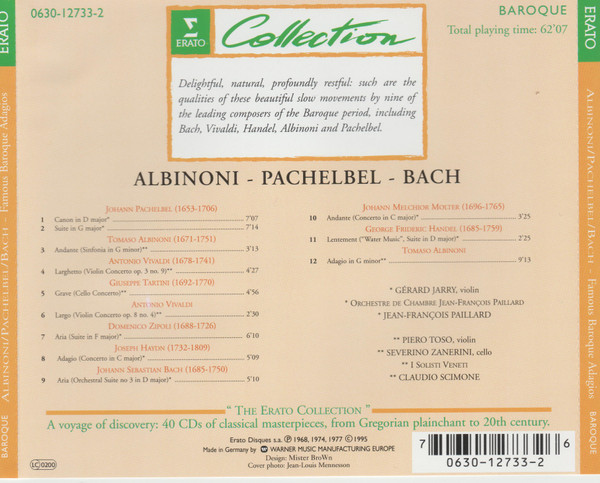 0630-12733-2
ERATO
Collection
BAROQUE
Total playing time: 62'07
Delightful, natural, profoundly restful: such are the
qualities of these beautiful slow movements by nine of
the leading composers of the Baroque period, including
Bach, Vivaldi, Handel, Albinoni and Pachelbel.
ALBINONI - PACHELBEL - BACH
JOHANN PACHELBEL (1653-1706)
1 Canon in D major* 7'07
2 Suite in G major* 7'14
TOMASO ALBINONI (1671-1751)
3 Andante (Sinfonia in G minor)** 3'13
ANTONIO VIVALDI (1678-1741)
4 Larghetto (Violin Concerto op. 3 no. 9)** 4'27
GIUSEPPE TARTINI (1692-1770)
5 Grave (Cello Concerto)** 4'56
ANTONIO VIVALDI
6 Largo (Violin Concerto op. 8 no. 4)** 2'30
DOMENICO ZIPOLI (1688-1726)
7 Aria (Suite in F major)* 6'10
JOSEPH HAYDN (1732-1809)
8 Adagio (Concerto in C major)* 5'09
JOHANN SEBASTIAN BACH (1685-1750)
9 Aria (Orchestral Suite no 3 in D major)* 5'10
JOHANN MELCHIOR MOLTER (1696-1765)
10 Andante (Concerto in C major)* 3'25
GEORGE FRIDERIC HANDEL (1685-1759)
11 Lentement ("Water Music", Suite in D major)* 2'25
TOMASO ALBINONI
12 Adagio in G minor** 9'13
* GÉRARD JARRY, violin
* ORCHESTRE DE CHAMBRE JEAN-FRANÇOIS PAILLARD
* JEAN-FRANÇOIS PAILLARD
** PIERO TOSO, violin
** SEVERINO ZANERINI, cello
** I SOLISTI VENETI
** CLAUDIO SCIMONE
" THE ERATO COLLECTION "
A voyage of discovery: 40 CDs of classical masterpieces, from Gregorian plainchant to 20th century.
Erato Disques s.a. ℗ 1968, 1974, 1977 © 1995
Made in Germany by WARNER MUSIC MANUFACTURING EUROPE
Design: Mister BroWn
Cover photo: Jean-Louis Mennesson
LC 0200
7 0630-12733-2 6
ERATO
ALBINONI/PACHELBEL/BACH - Famous Baroque Adagios
BAROQUE
ERATO
ALBINONI/PACHELBEL/BACH - Famous Baroque Adagios
BAROQUE